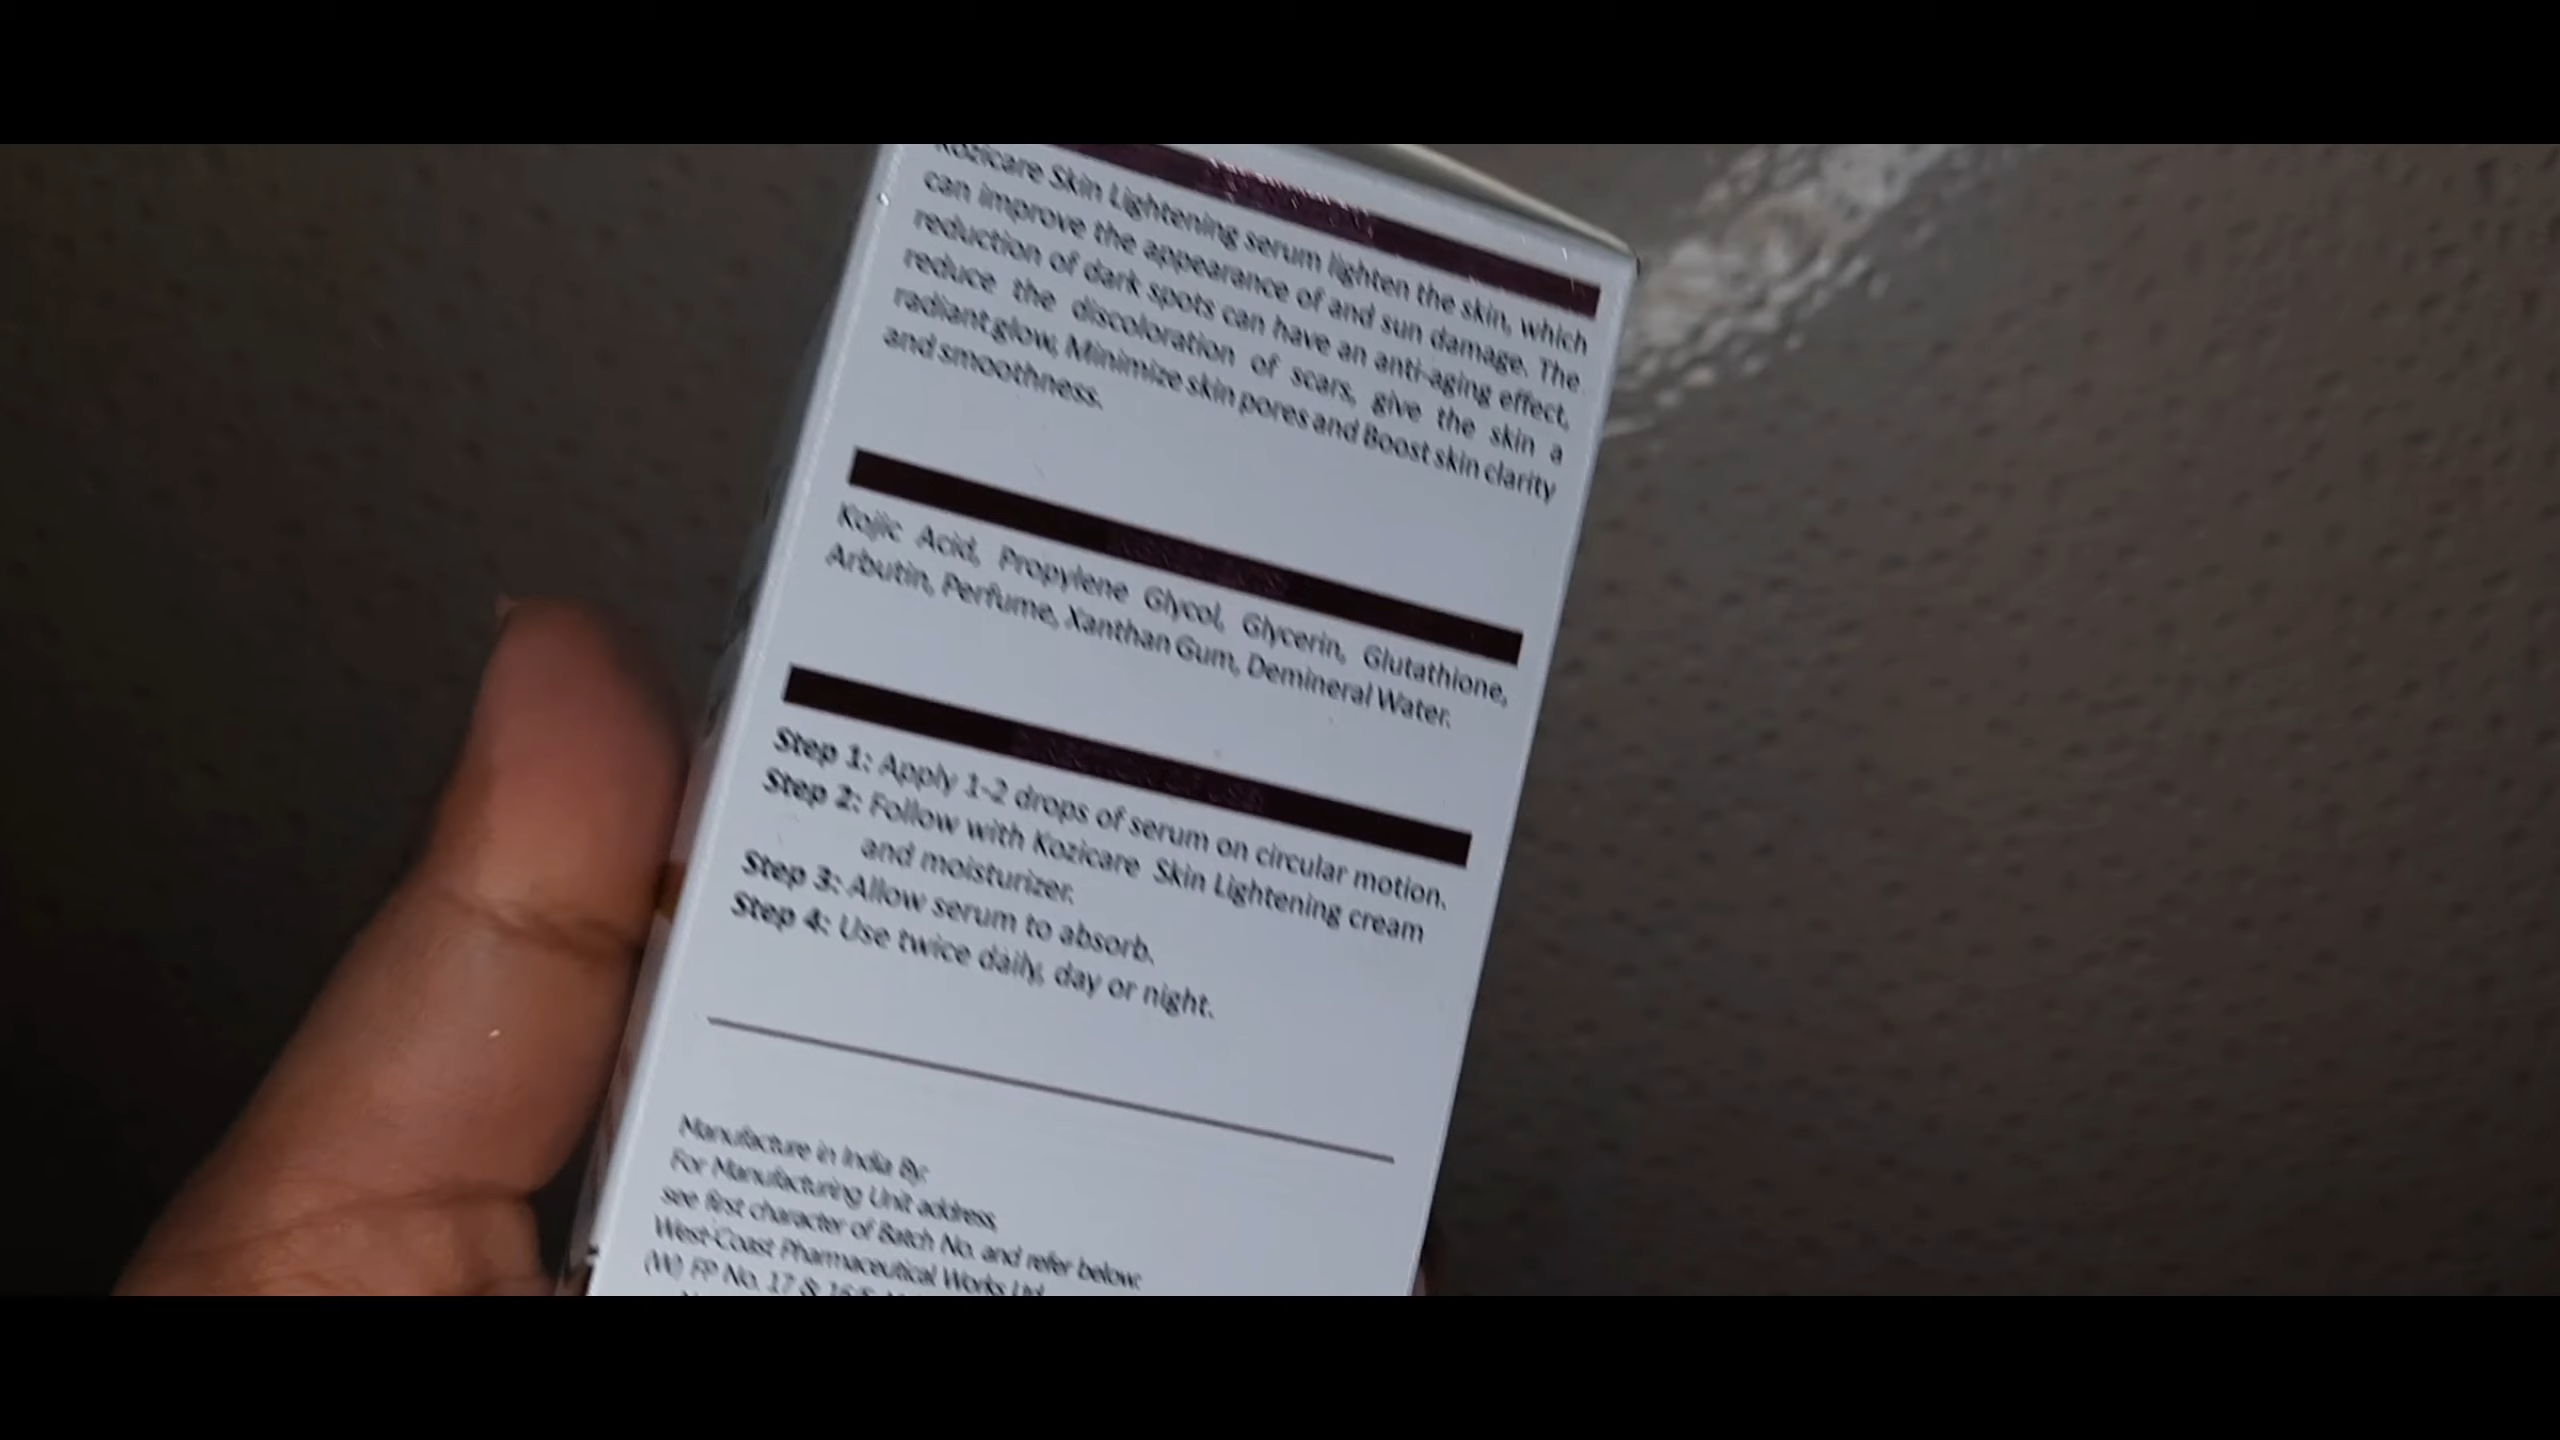 Kozicare Skin Lightening serum lighten the skin, which
can improve the appearance of and sun damage. The
reduction of dark spots can have an anti-aging effect,
reduce the discoloration of scars, give the skin a
radiant glow, Minimize skin pores and Boost skin clarity
and smoothness.
Kojic Acid, Propylene Glycol, Glycerin, Glutathione,
Arbutin, Perfume, Xanthan Gum, Demineral Water.
Step 1: Apply 1-2 drops of serum on circular motion.
Step 2: Follow with Kozicare Skin Lightening cream
and moisturizer.
Step 3: Allow serum to absorb.
Step 4: Use twice daily, day or night.
Manufacture in India By:
For Manufacturing Unit address,
see first character of Batch No. and refer below:
West-Coast Pharmaceutical Works Ltd.
(W) FP No. 17 &